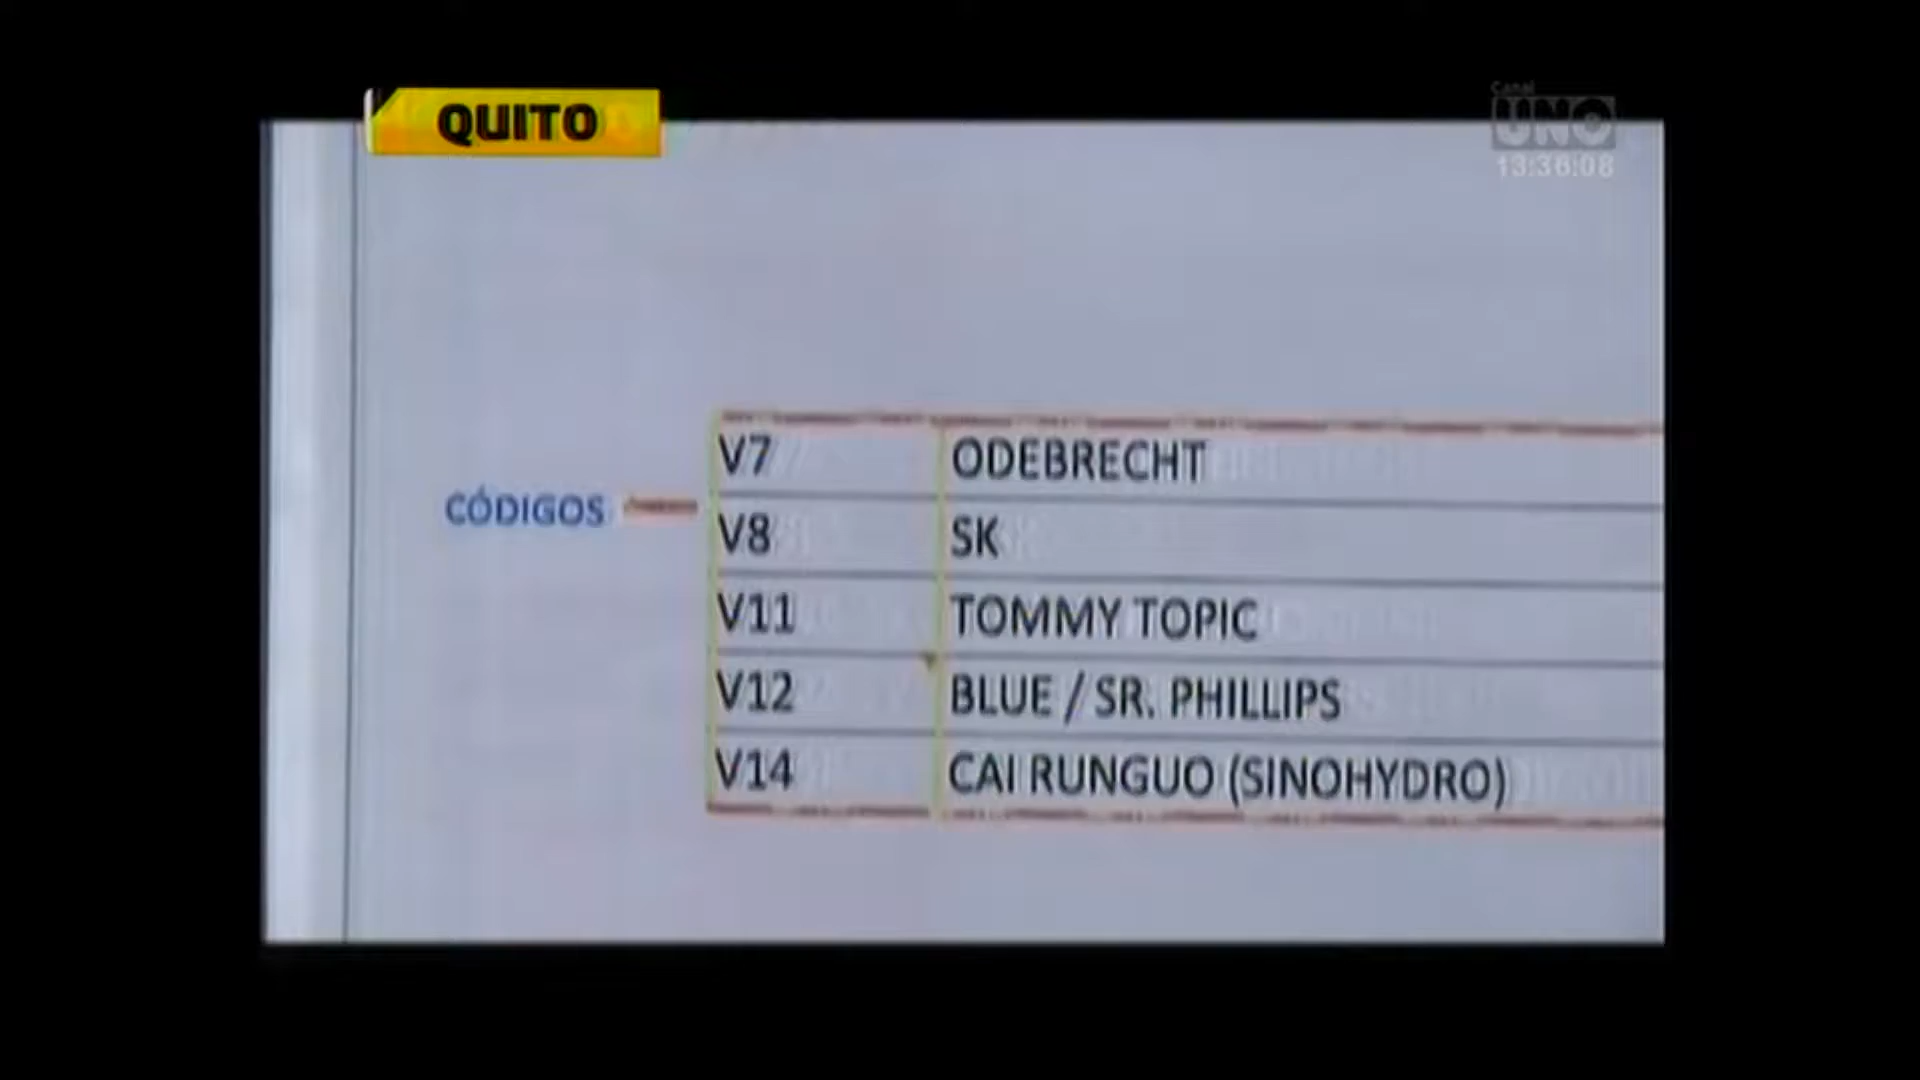 QUITO
Canal
UNO
13:36:08
CÓDIGOS
V7 ODEBRECHT
V8 SK
V11 TOMMY TOPIC
V12 BLUE / SR. PHILLIPS
V14 CAI RUNGUO (SINOHYDRO)